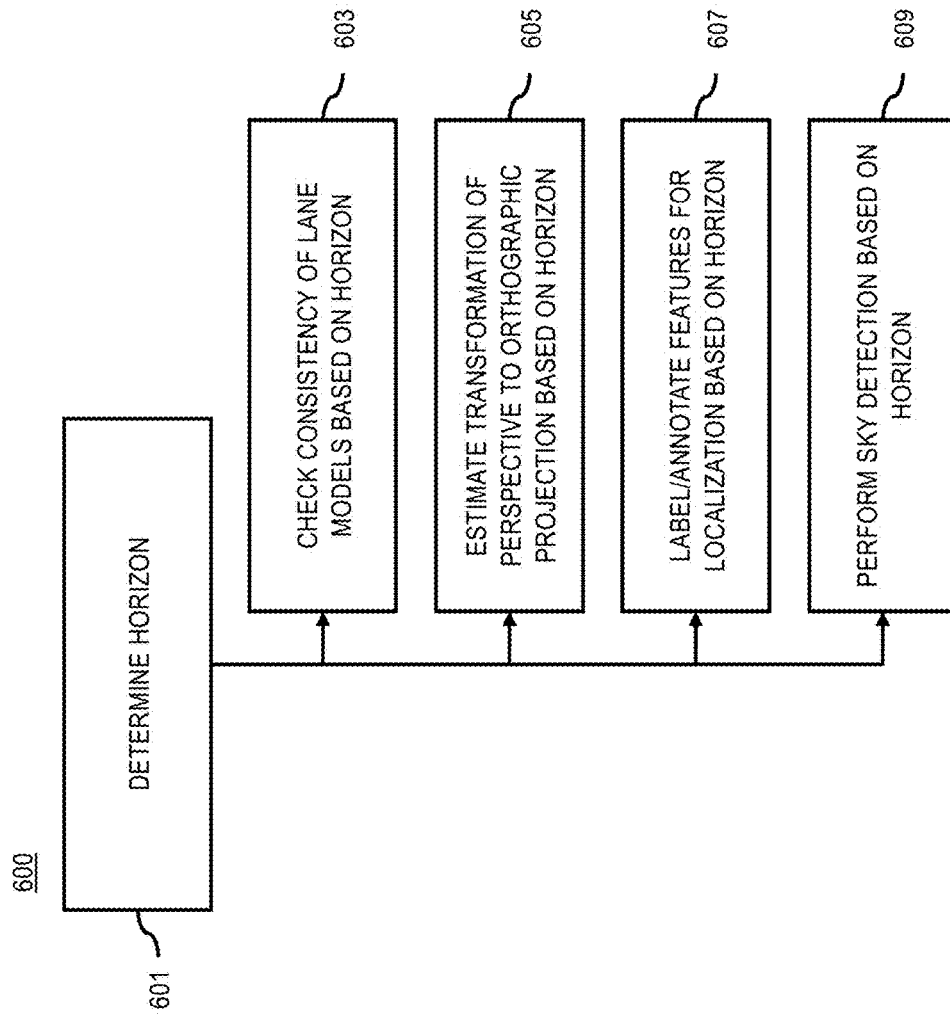 600
601
DETERMINE HORIZON
CHECK CONSISTENCY OF LANE
MODELS BASED ON HORIZON
603
ESTIMATE TRANSFORMATION OF
PERSPECTIVE TO ORTHOGRAPHIC
PROJECTION BASED ON HORIZON
605
LABEL/ANNOTATE FEATURES FOR
LOCALIZATION BASED ON HORIZON
607
PERFORM SKY DETECTION BASED ON
HORIZON
609